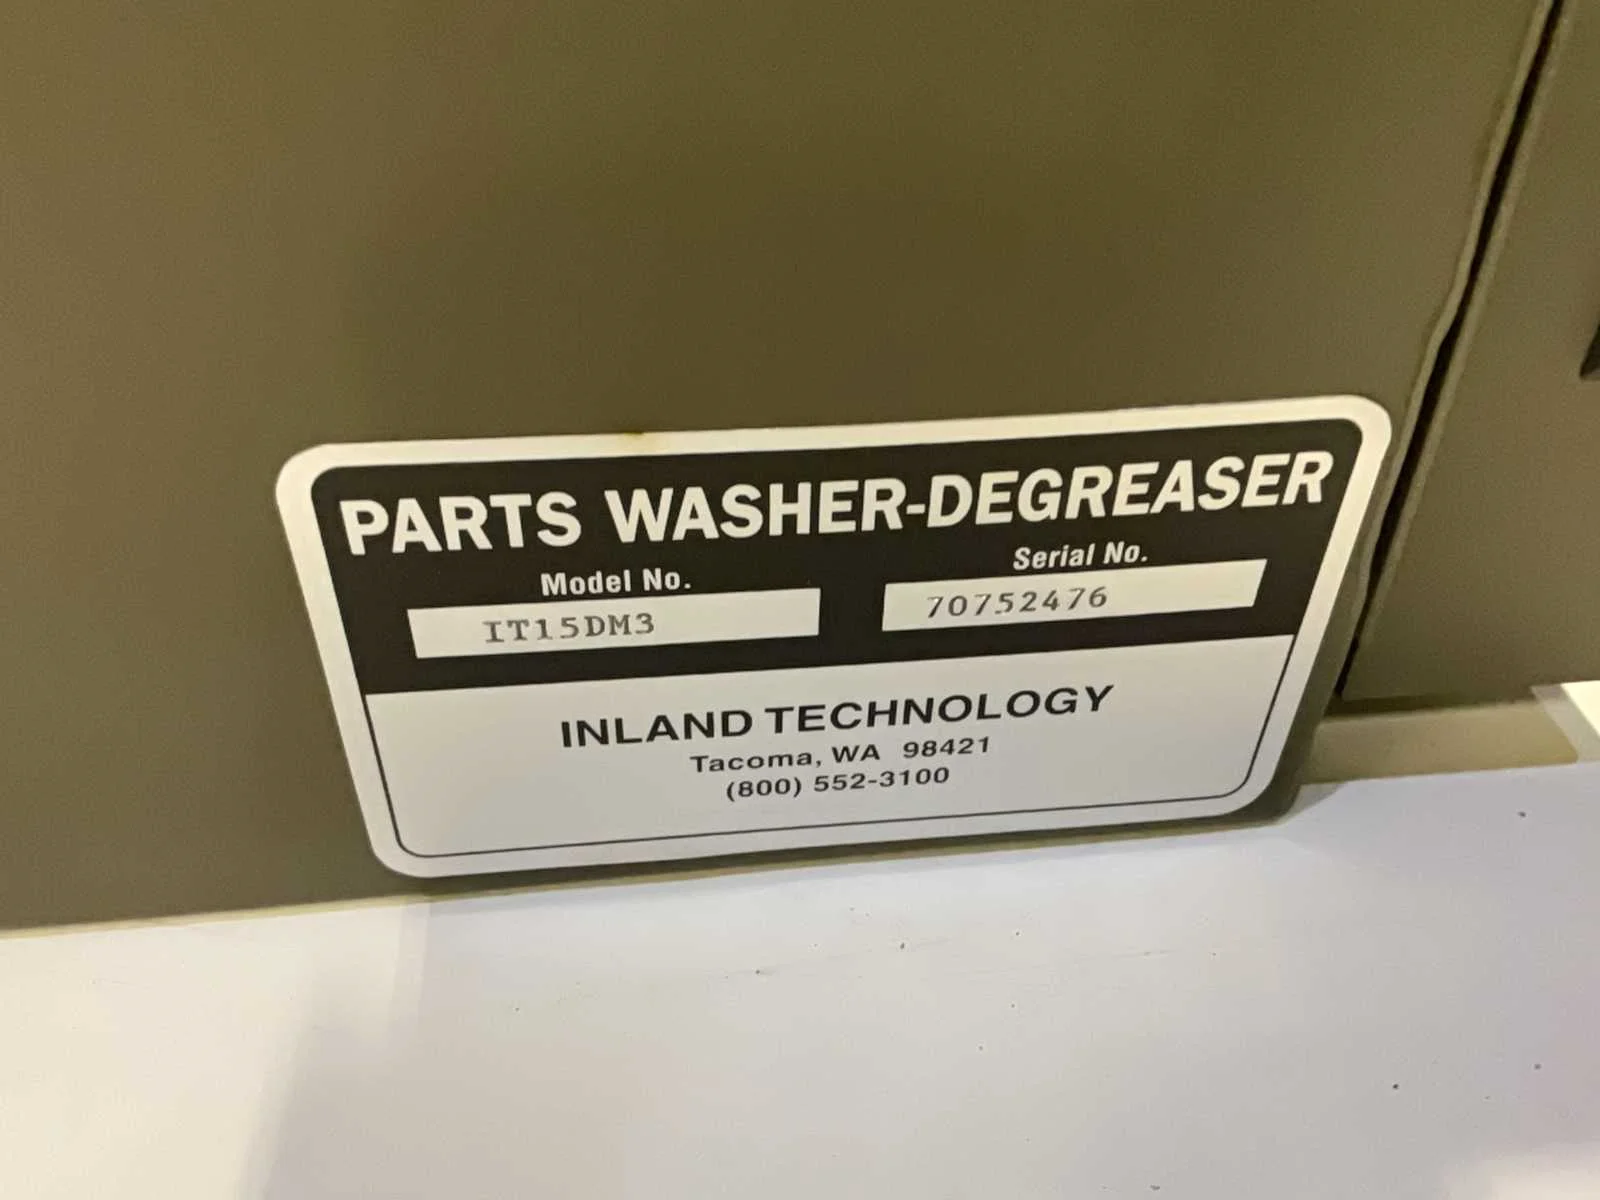 PARTS WASHER-DEGREASER
Model No. Serial No.
IT15DM3 70752476
INLAND TECHNOLOGY
Tacoma, WA 98421
(800) 552-3100